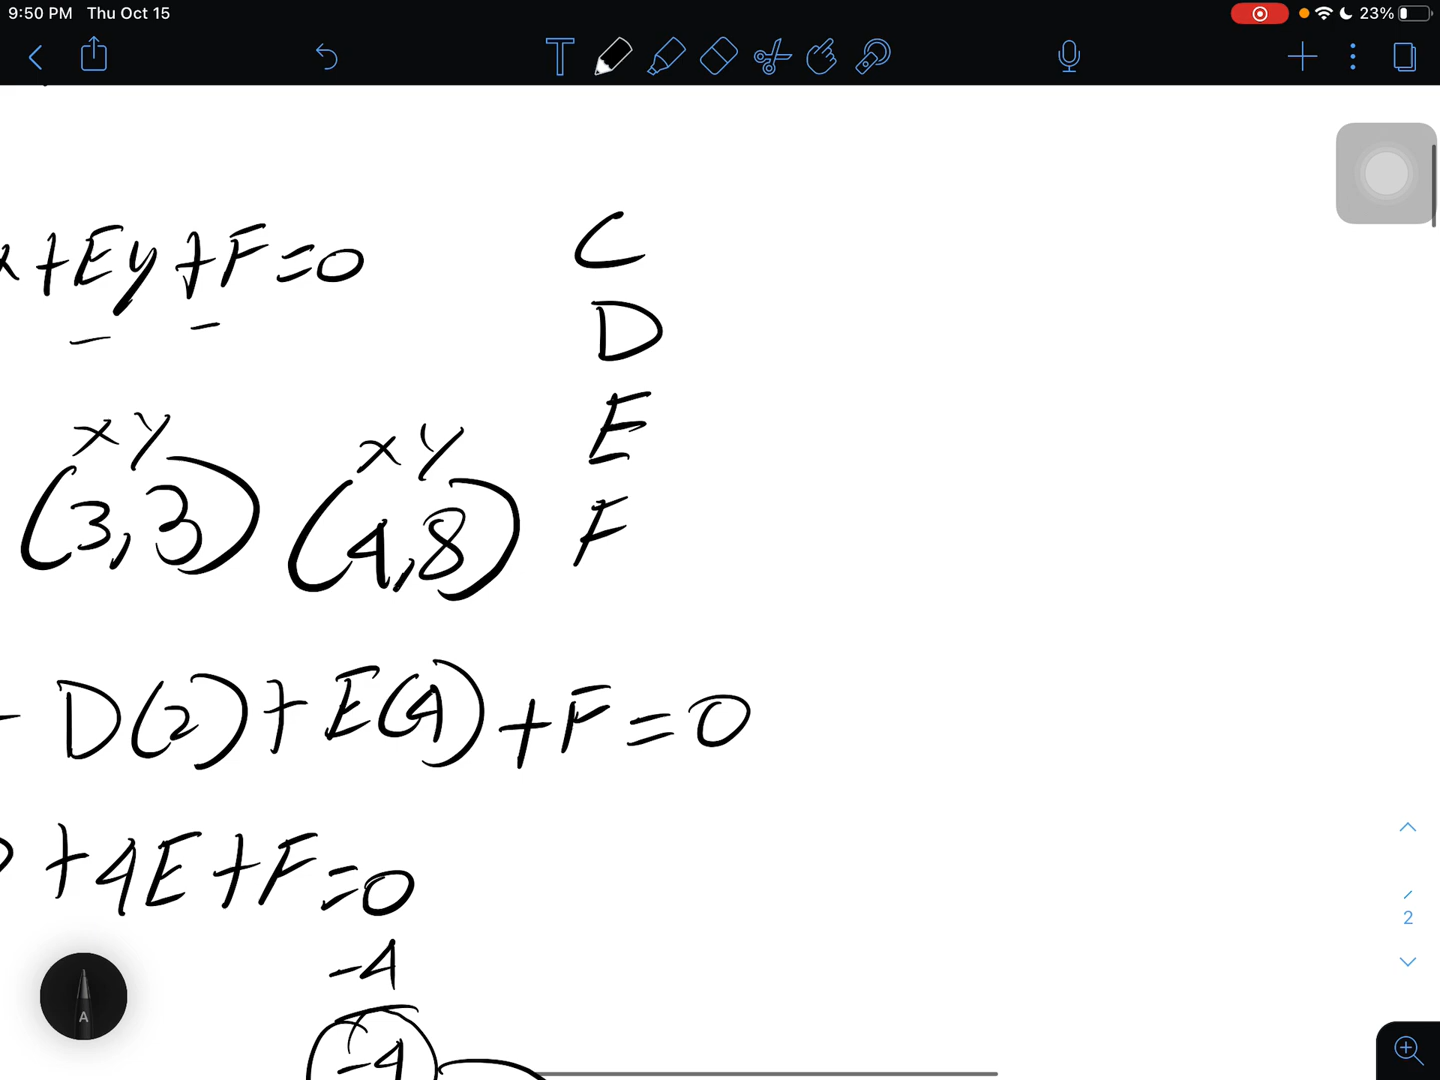 9:50 PM Thu Oct 15
23%
T
x+Ey+F=0
C
D
E
F
x y
x y
(3,3) (4,8)
D(2)+E(4)+F=0
+4E+F=0
-4
x
-4
A
2